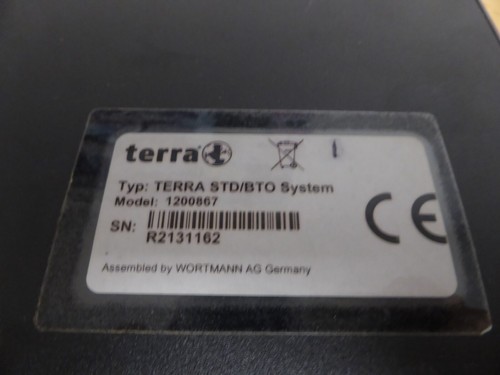 terra
Typ: TERRA STD/BTO System
Model: 1200867
SN:
R2131162
Assembled by WORTMANN AG Germany
CE